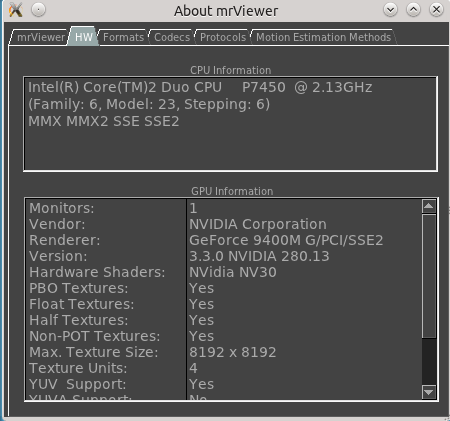 About mrViewer
mrViewer HW Formats Codecs Protocols Motion Estimation Methods
CPU Information
Intel(R) Core(TM)2 Duo CPU     P7450  @ 2.13GHz
(Family: 6, Model: 23, Stepping: 6)
MMX MMX2 SSE SSE2
GPU Information
Monitors: 1
Vendor: NVIDIA Corporation
Renderer: GeForce 9400M G/PCI/SSE2
Version: 3.3.0 NVIDIA 280.13
Hardware Shaders: NVidia NV30
PBO Textures: Yes
Float Textures: Yes
Half Textures: Yes
Non-POT Textures: Yes
Max. Texture Size: 8192 x 8192
Texture Units: 4
YUV  Support: Yes
YUVA Support: No